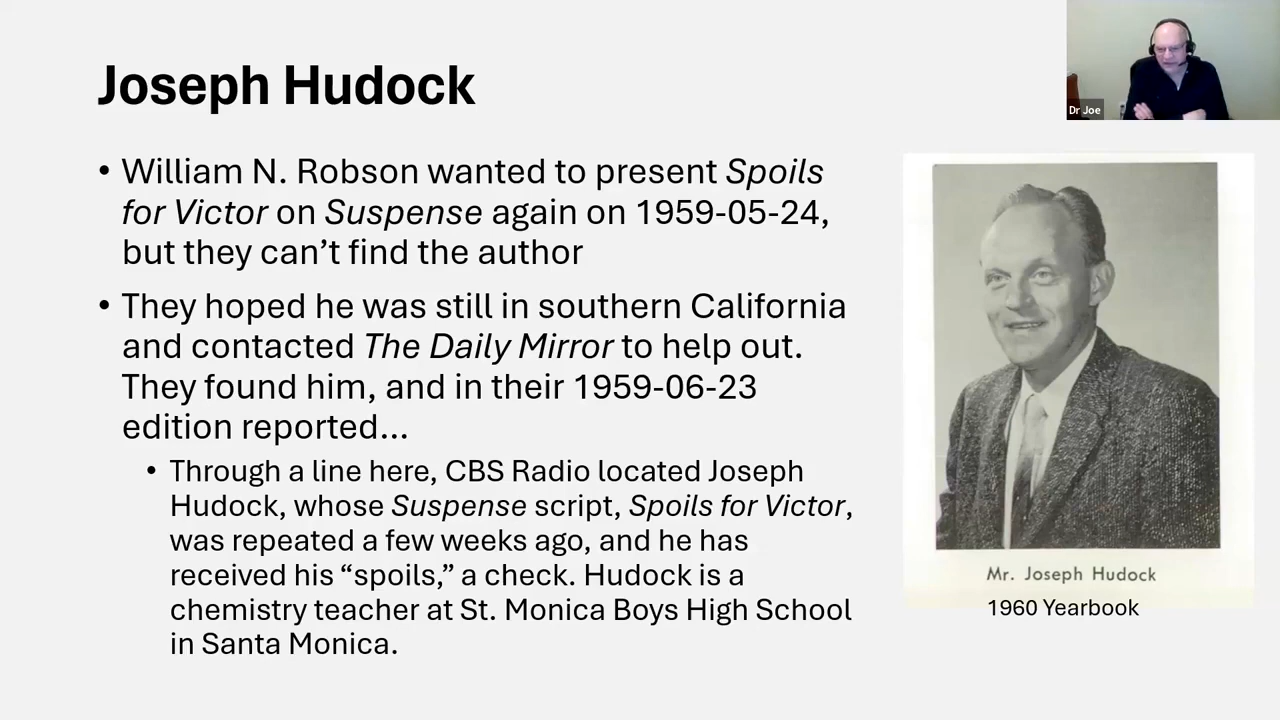 Joseph Hudock
Dr Joe
• William N. Robson wanted to present Spoils
for Victor on Suspense again on 1959-05-24,
but they can’t find the author
• They hoped he was still in southern California
and contacted The Daily Mirror to help out.
They found him, and in their 1959-06-23
edition reported…
• Through a line here, CBS Radio located Joseph
Hudock, whose Suspense script, Spoils for Victor,
was repeated a few weeks ago, and he has
received his “spoils,” a check. Hudock is a
chemistry teacher at St. Monica Boys High School
in Santa Monica.
Mr. Joseph Hudock
1960 Yearbook